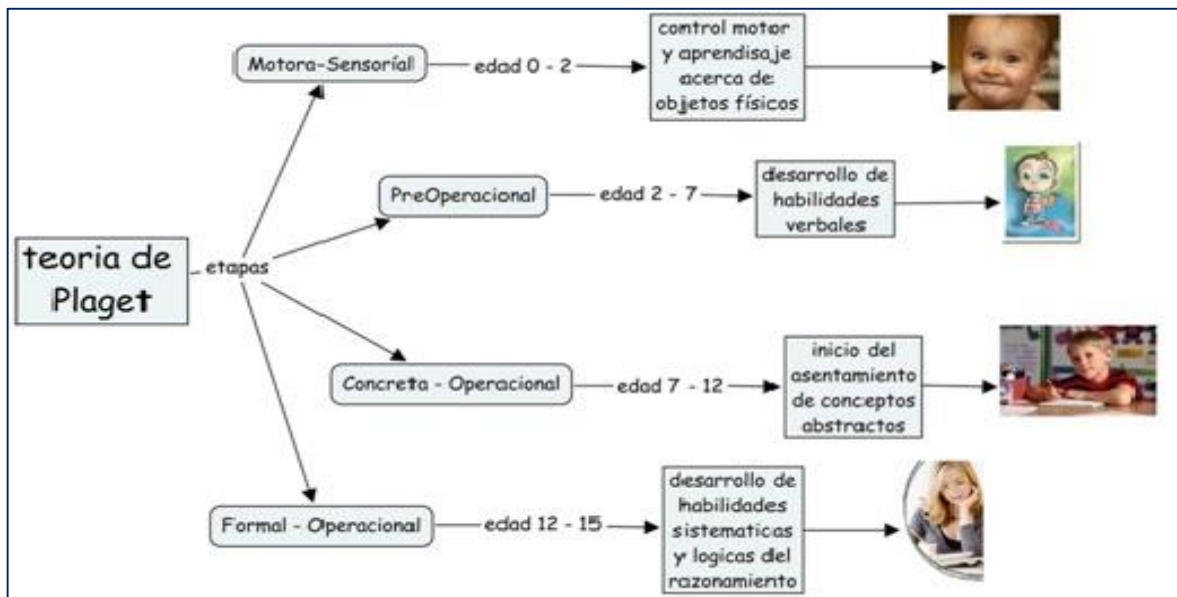 teoria de
Plaget
etapas
Motora-Sensorial
edad 0 - 2
control motor
y aprendisaje
acerca de
objetos físicos
PreOperacional
edad 2 - 7
desarrollo de
habilidades
verbales
Concreta - Operacional
edad 7 - 12
inicio del
asentamiento
de conceptos
abstractos
Formal - Operacional
edad 12 - 15
desarrollo de
habilidades
sistematicas
y logicas del
razonamiento